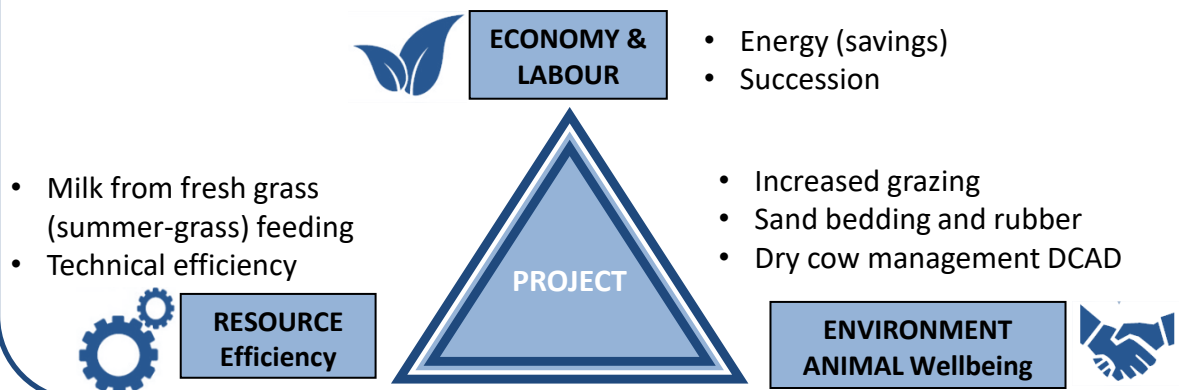 ECONOMY &
LABOUR
• Energy (savings)
• Succession
• Milk from fresh grass
(summer-grass) feeding
• Technical efficiency
• Increased grazing
• Sand bedding and rubber
• Dry cow management DCAD
PROJECT
RESOURCE
Efficiency
ENVIRONMENT
ANIMAL Wellbeing